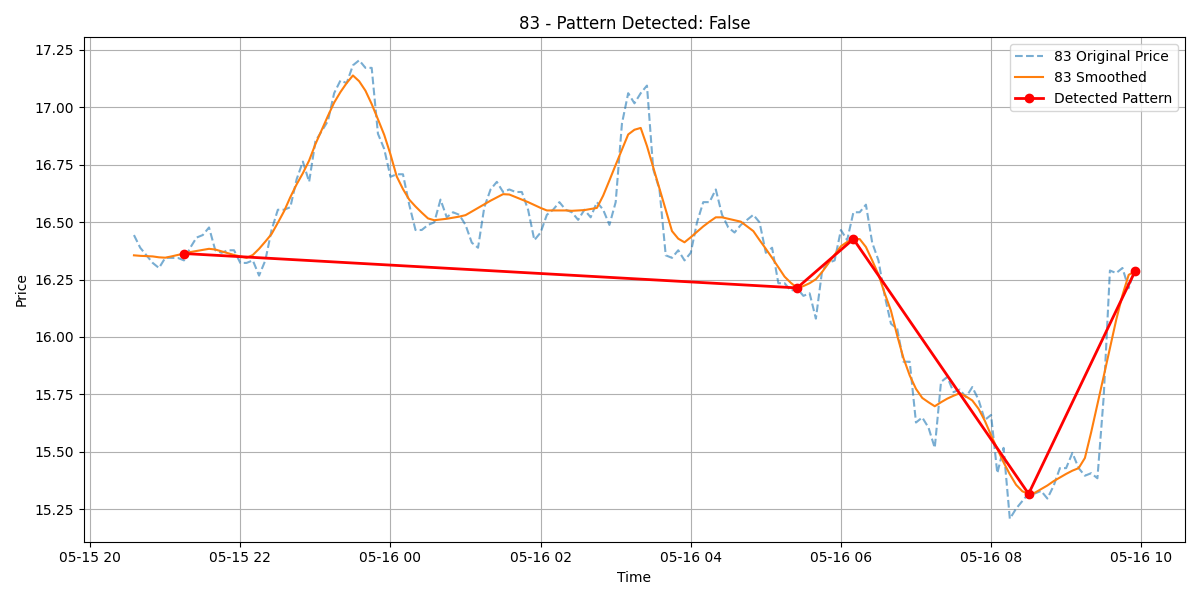 83 - Pattern Detected: False
17.25
17.00
16.75
16.50
16.25
16.00
15.75
15.50
15.25
Price
83 Original Price
83 Smoothed
Detected Pattern
05-15 20
05-15 22
05-16 00
05-16 02
05-16 04
05-16 06
05-16 08
05-16 10
Time